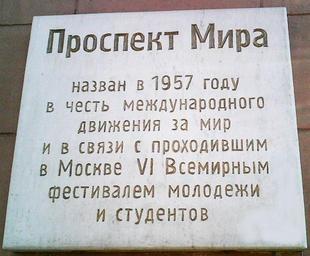 Проспект Мира
назван в 1957 году
в честь международного
движения за мир
и в связи с проходившим
в Москве VI Всемирным
фестивалем молодежи
и студентов